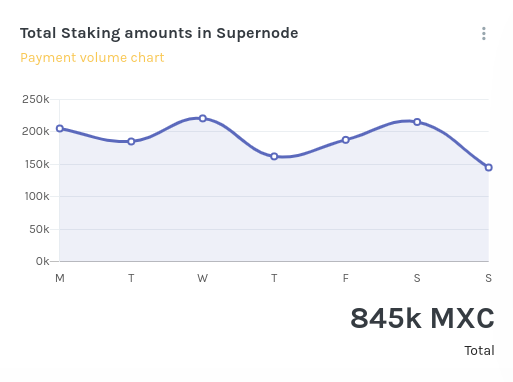 Total Staking amounts in Supernode
Payment volume chart
250k
200k
150k
100k
50k
0k
M T W T F S S
845k MXC
Total